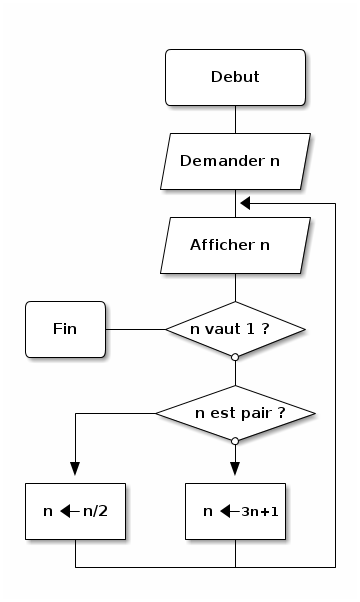 Debut
Demander n
Afficher n
Fin
n vaut 1 ?
n est pair ?
n ← n/2
n ← 3n+1